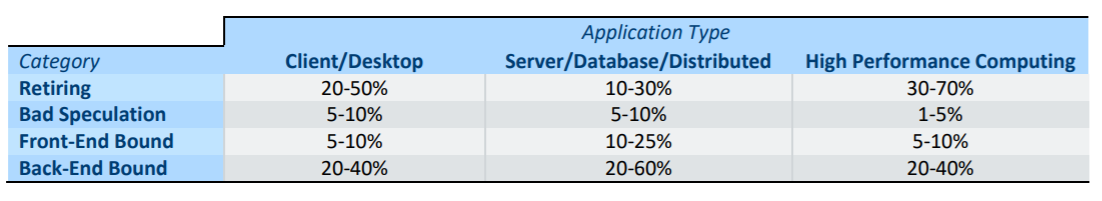 Application Type
Category Client/Desktop Server/Database/Distributed High Performance Computing
Retiring 20-50% 10-30% 30-70%
Bad Speculation 5-10% 5-10% 1-5%
Front-End Bound 5-10% 10-25% 5-10%
Back-End Bound 20-40% 20-60% 20-40%